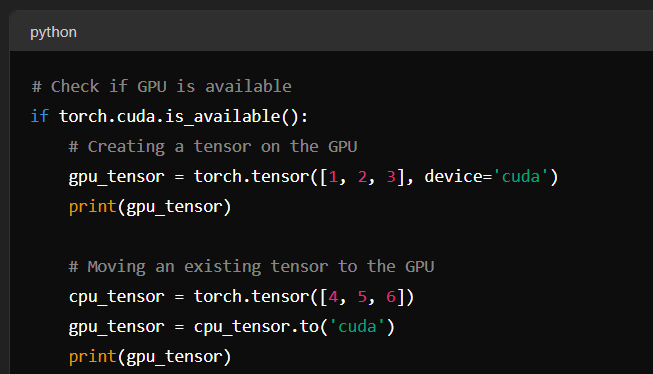 python
# Check if GPU is available
if torch.cuda.is_available():
    # Creating a tensor on the GPU
    gpu_tensor = torch.tensor([1, 2, 3], device='cuda')
    print(gpu_tensor)

    # Moving an existing tensor to the GPU
    cpu_tensor = torch.tensor([4, 5, 6])
    gpu_tensor = cpu_tensor.to('cuda')
    print(gpu_tensor)